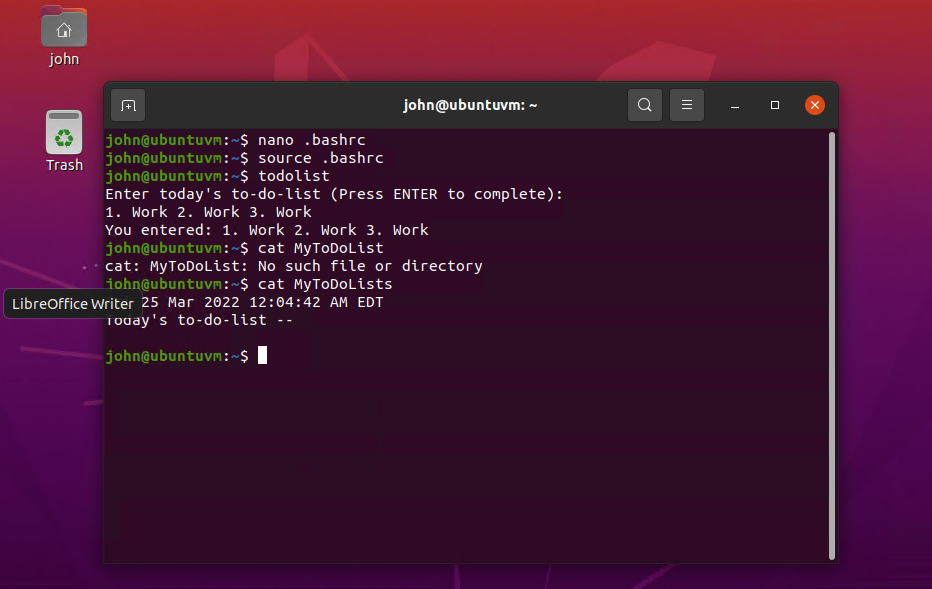 john
Trash
john@ubuntuvm: ~
john@ubuntuvm:~$ nano .bashrc
john@ubuntuvm:~$ source .bashrc
john@ubuntuvm:~$ todolist
Enter today's to-do-list (Press ENTER to complete):
1. Work 2. Work 3. Work
You entered: 1. Work 2. Work 3. Work
john@ubuntuvm:~$ cat MyToDoList
cat: MyToDoList: No such file or directory
john@ubuntuvm:~$ cat MyToDoLists
LibreOffice Writer
25 Mar 2022 12:04:42 AM EDT
Today's to-do-list --
john@ubuntuvm:~$